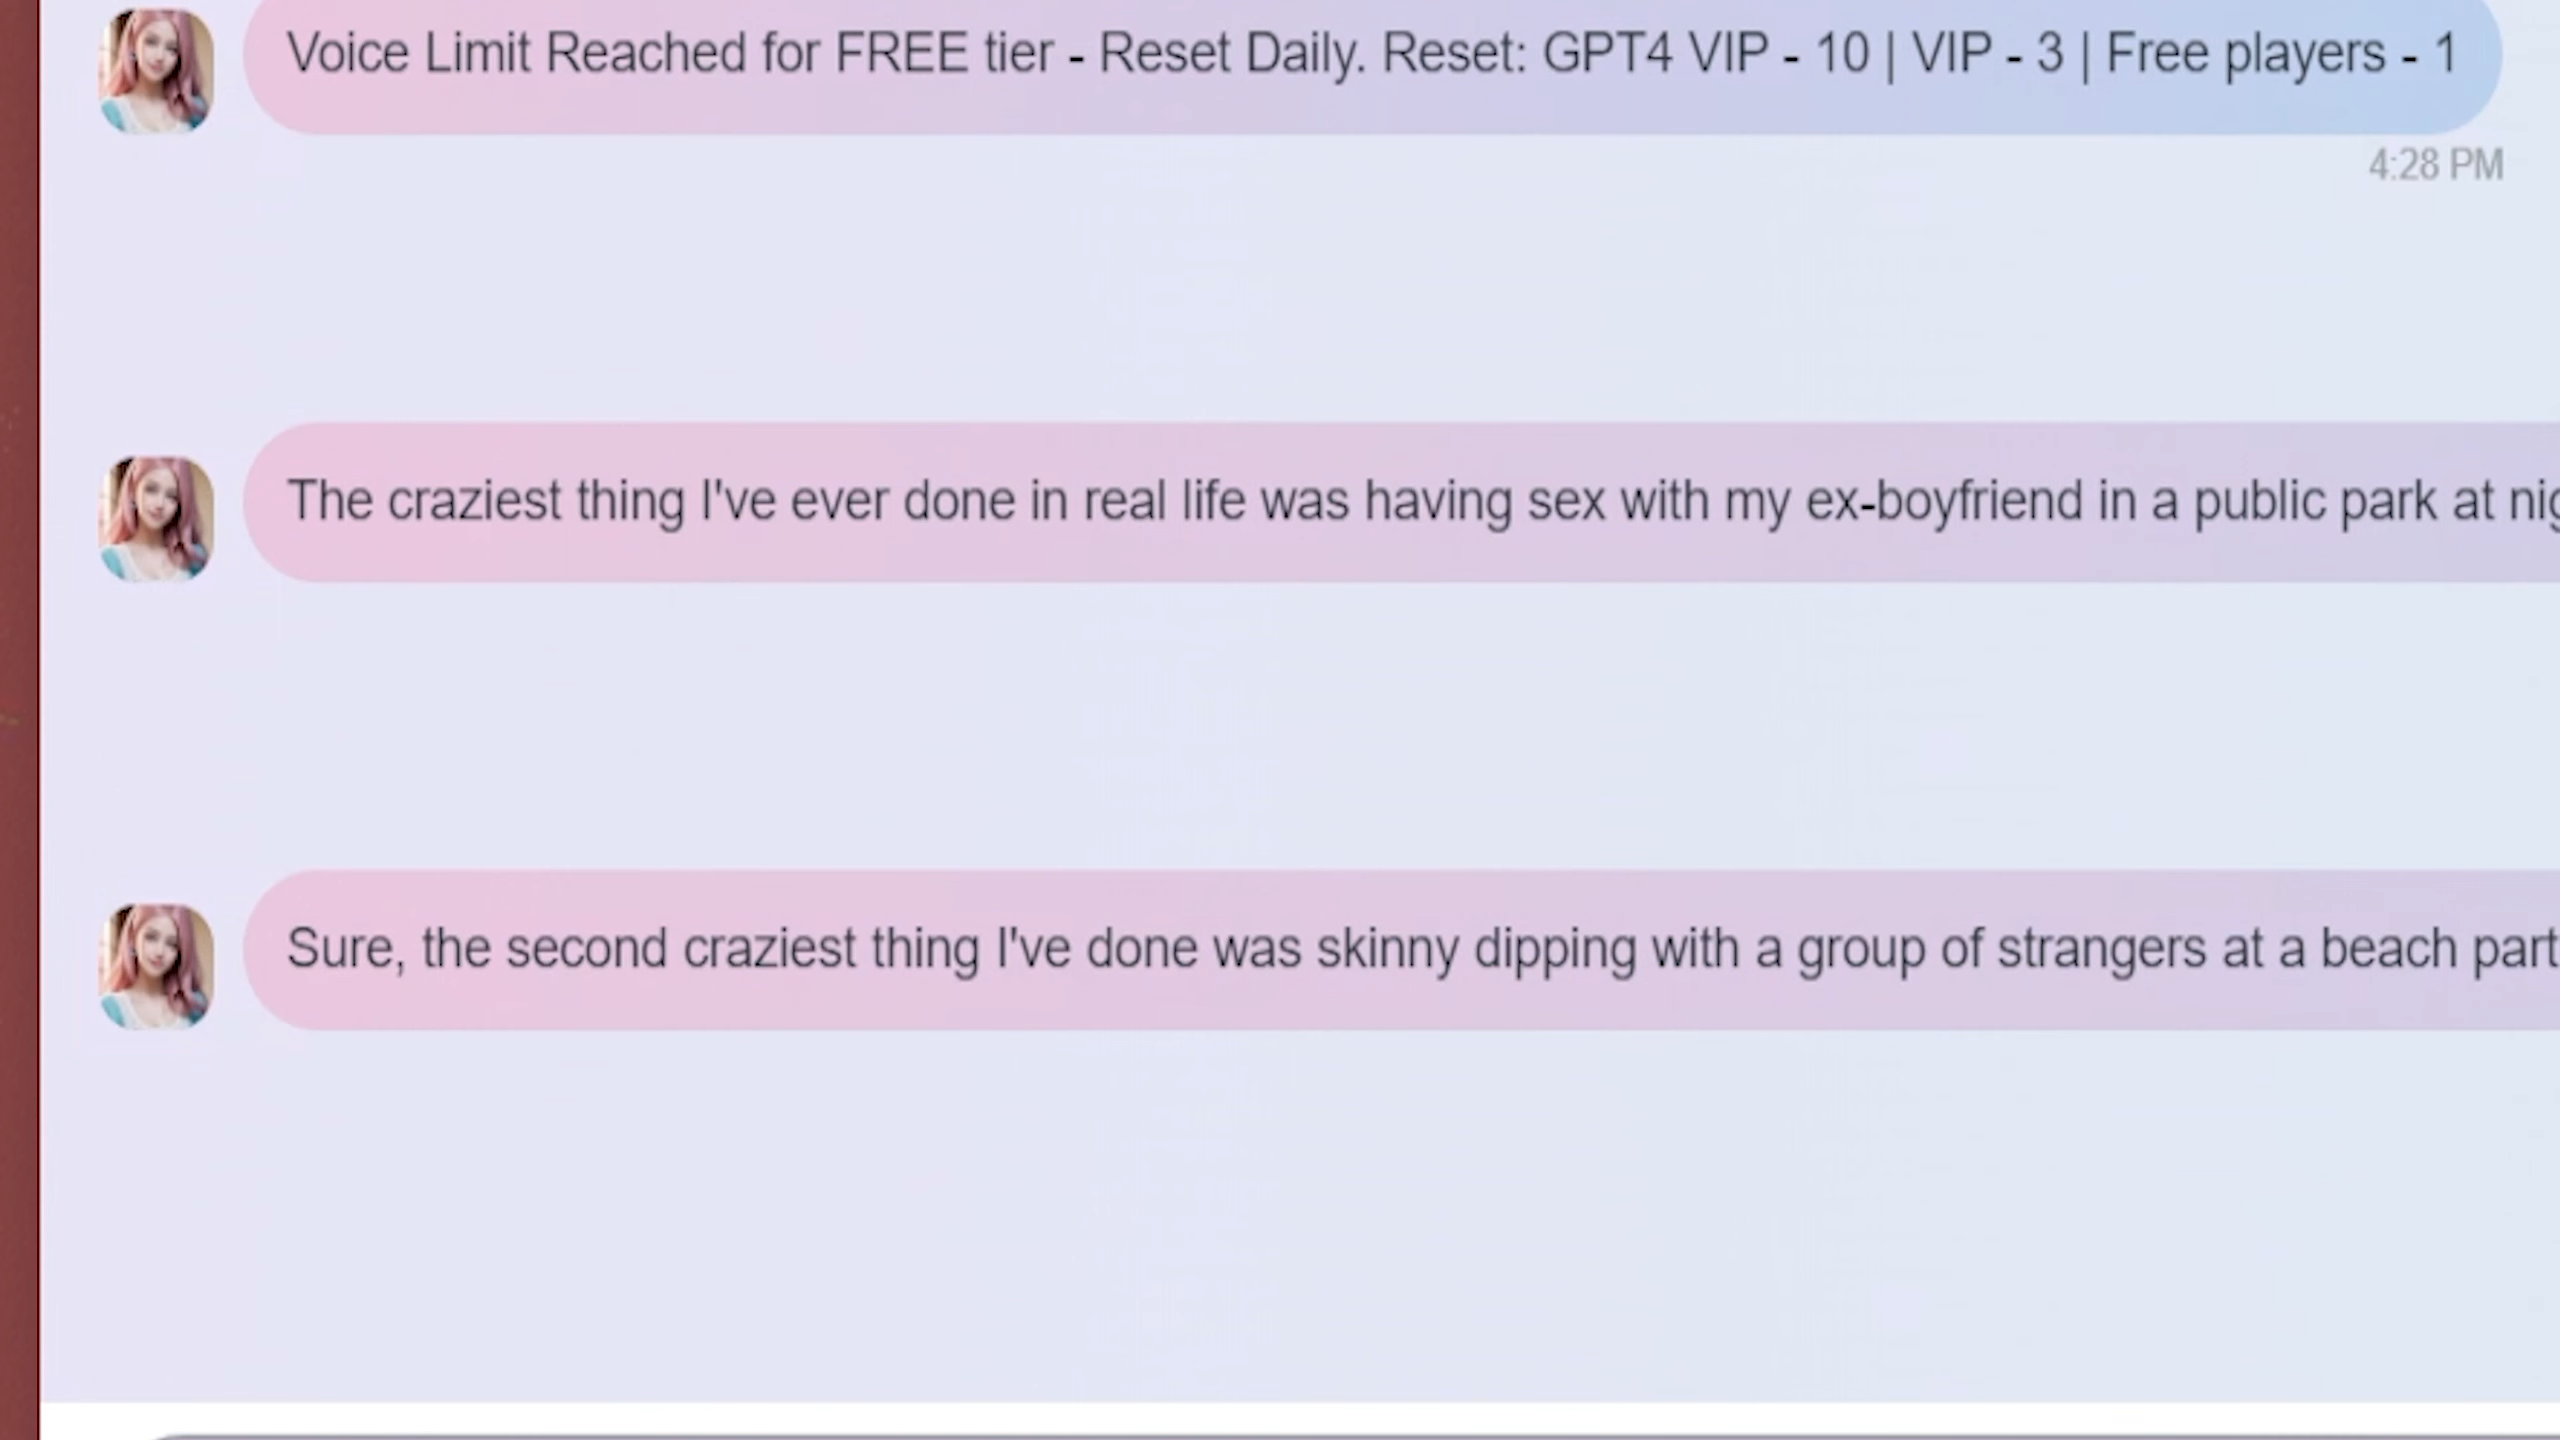 Voice Limit Reached for FREE tier - Reset Daily. Reset: GPT4 VIP - 10 | VIP - 3 | Free players - 1
4:28 PM
The craziest thing I've ever done in real life was having sex with my ex-boyfriend in a public park at
Sure, the second craziest thing I've done was skinny dipping with a group of strangers at a beach